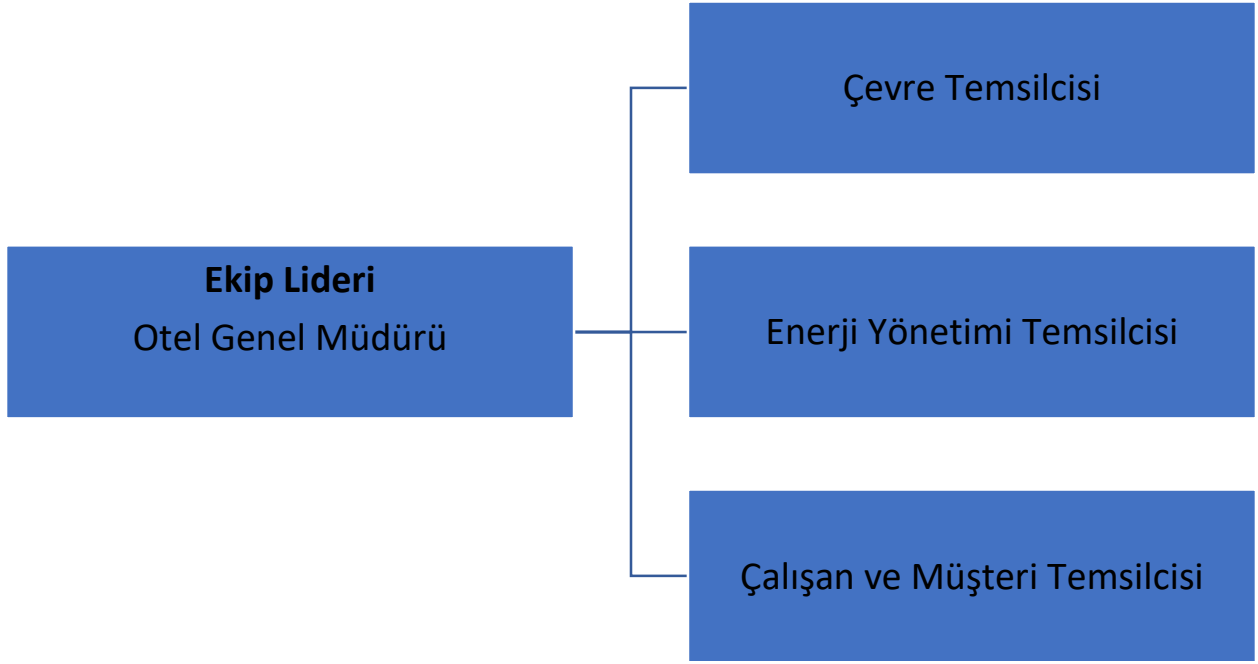 Çevre Temsilcisi
Ekip Lideri
Otel Genel Müdürü
Enerji Yönetimi Temsilcisi
Çalışan ve Müşteri Temsilcisi